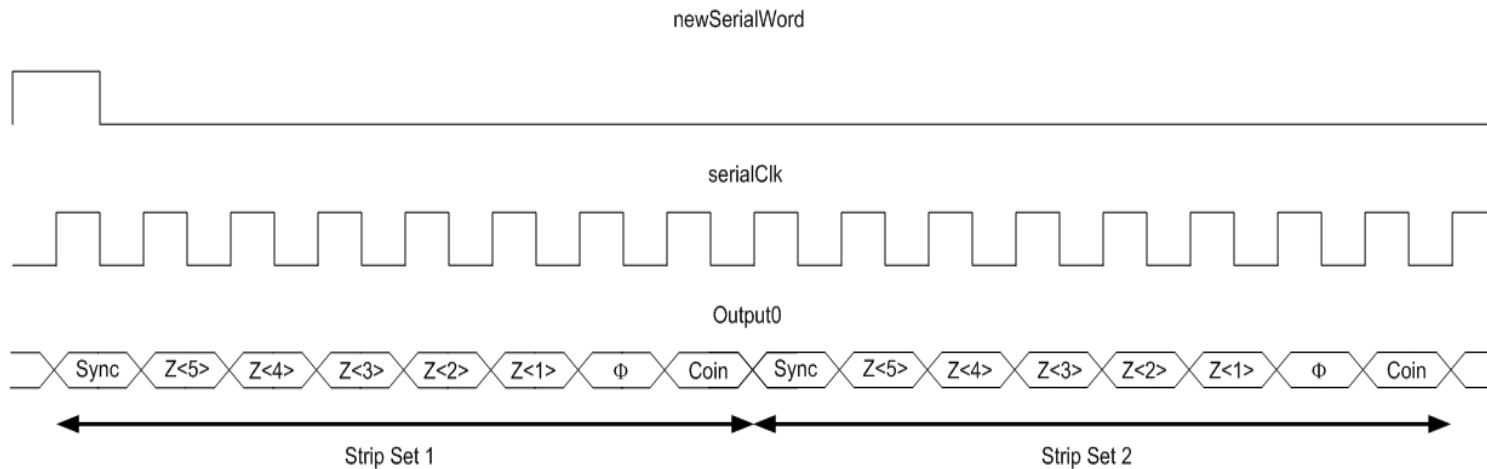 newSerialWord
serialClk
Output0
Sync Z<5> Z<4> Z<3> Z<2> Z<1> Φ Coin Sync Z<5> Z<4> Z<3> Z<2> Z<1> Φ Coin
Strip Set 1 Strip Set 2